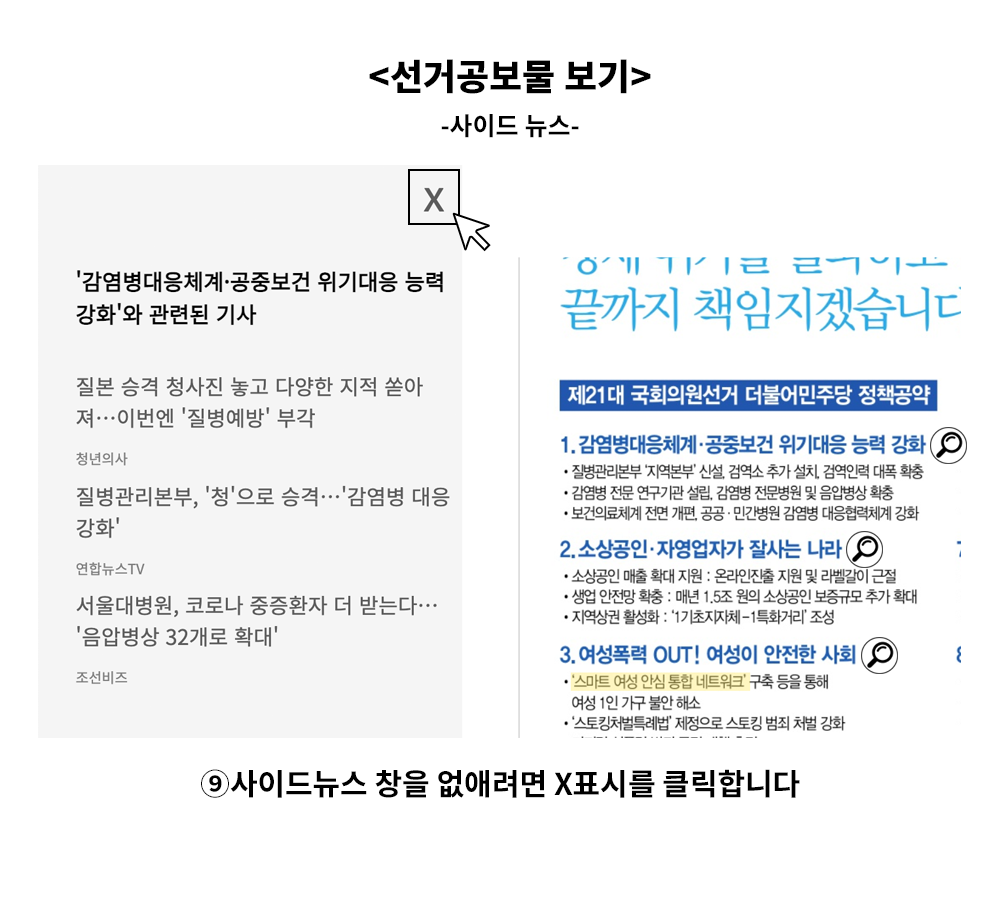 <선거공보물 보기>
-사이드 뉴스-
X
'감염병대응체계·공중보건 위기대응 능력
강화'와 관련된 기사
질본 승격 청사진 놓고 다양한 지적 쏟아
져…이번엔 '질병예방' 부각
청년의사
질병관리본부, '청'으로 승격…'감염병 대응
강화'
연합뉴스TV
서울대병원, 코로나 중증환자 더 받는다…
'음압병상 32개로 확대'
조선비즈
끝까지 책임지겠습니다
제21대 국회의원선거 더불어민주당 정책공약
1. 감염병대응체계·공중보건 위기대응 능력 강화
• 질병관리본부 '지역본부' 신설, 검역소 추가 설치, 검역인력 대폭 확충
• 감염병 전문 연구기관 설립, 감염병 전문병원 및 음압병상 확충
• 보건의료체계 전면 개편, 공공·민간병원 감염병 대응협력체계 강화
2. 소상공인·자영업자가 잘사는 나라
• 소상공인 매출 확대 지원 : 온라인진출 지원 및 라벨갈이 근절
• 생업 안전망 확충 : 매년 1.5조 원의 소상공인 보증규모 추가 확대
• 지역상권 활성화 : '1기초지자체-1특화거리' 조성
3. 여성폭력 OUT! 여성이 안전한 사회
• '스마트 여성 안심 통합 네트워크' 구축 등을 통해
여성 1인 가구 불안 해소
• '스토킹처벌특례법' 제정으로 스토킹 범죄 처벌 강화
⑨사이드뉴스 창을 없애려면 X표시를 클릭합니다